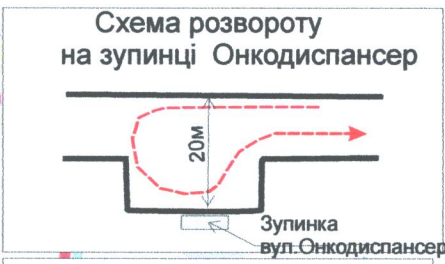 Схема розвороту
на зупинці Онкодиспансер
20м
Зупинка
вул.Онкодиспансер